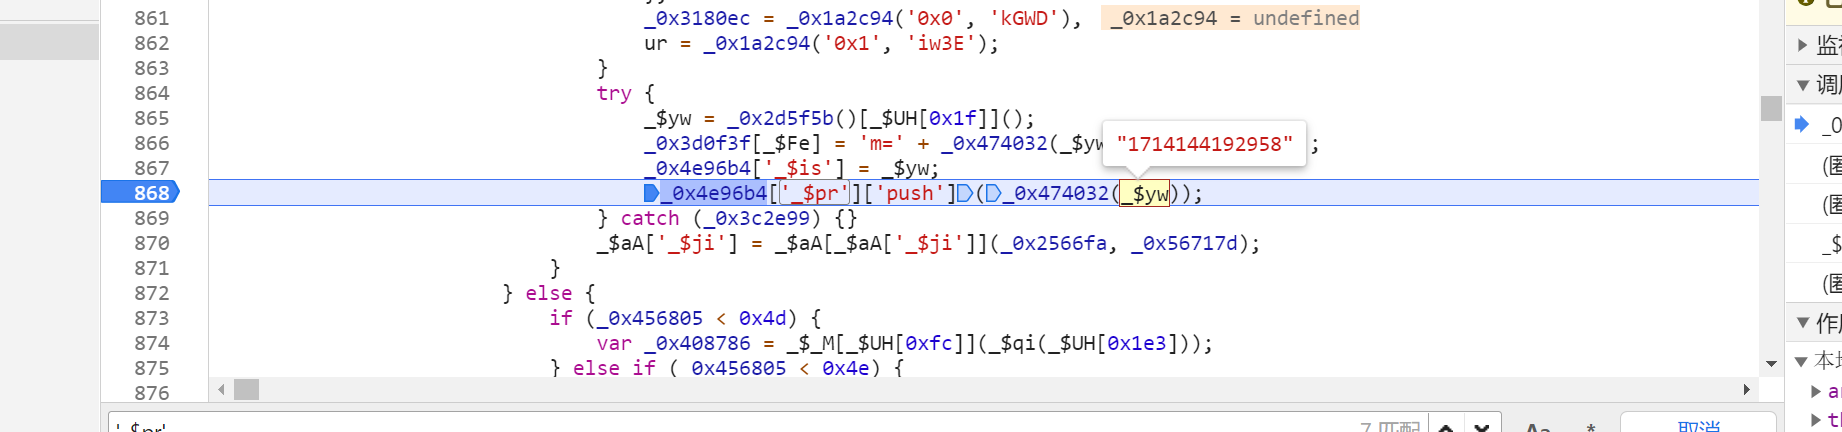 861 _0x3180ec = _0x1a2c94('0x0', 'kGWD'), _0x1a2c94 = undefined
862 ur = _0x1a2c94('0x1', 'iw3E');
863 }
864 try {
865 _$yw = _0x2d5f5b()[_$UH[0x1f]]();
866 _0x3d0f3f[_$Fe] = 'm=' + _0x474032(_$yw ;
"1714144192958"
867 _0x4e96b4['_$is'] = _$yw;
868 _0x4e96b4['_$pr']['push'](_0x474032(_$yw));
869 } catch (_0x3c2e99) {}
870 _$aA['_$ji'] = _$aA[_$aA['_$ji']](_0x2566fa, _0x56717d);
871 }
872 } else {
873 if (_0x456805 < 0x4d) {
874 var _0x408786 = _$_M[_$UH[0xfc]](_$qi(_$UH[0x1e3]));
875 } else if (_0x456805 < 0x4e) {
876
'_$pr' 7 匹配 Aa .* 取消
监
调
_0
(匿
(匿
_$
(匿
作
本
a
t